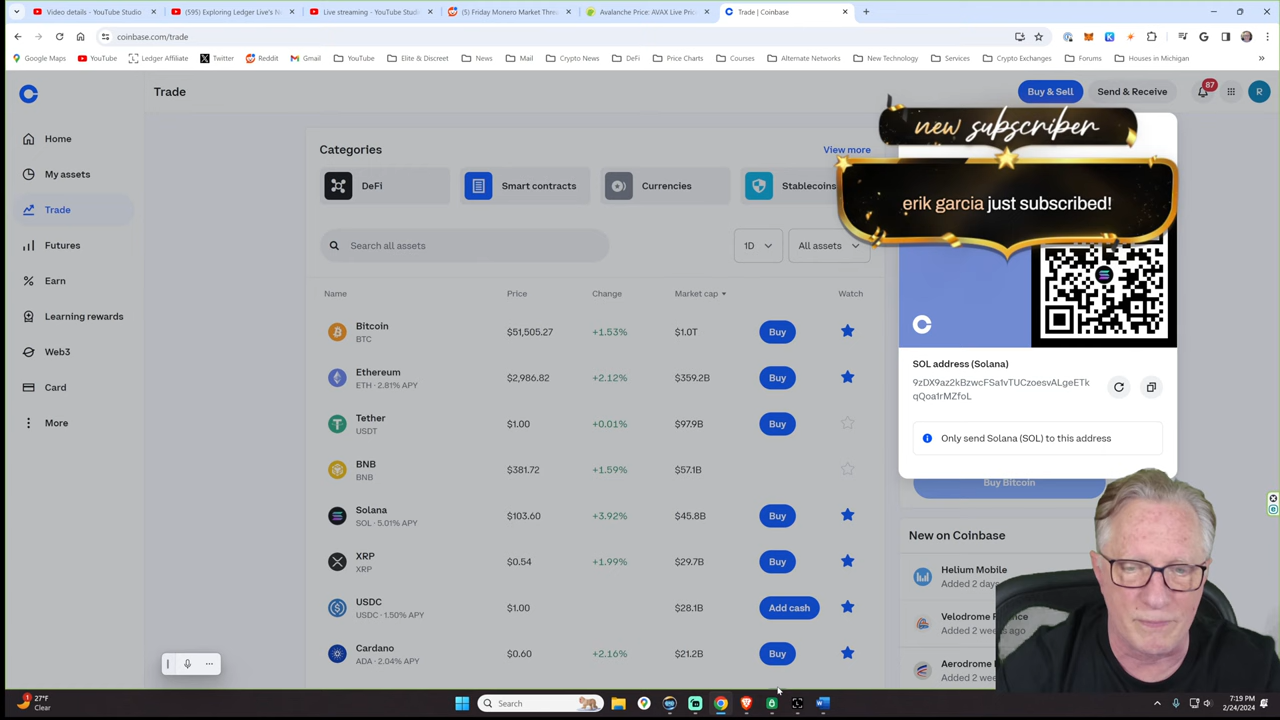 Video details - YouTube Studio
(595) Exploring Ledger Live's N
Live streaming - YouTube Studi
(5) Friday Monero Market Thre
Avalanche Price: AVAX Live Pric
Trade | Coinbase
coinbase.com/trade
Google Maps
YouTube
Ledger Affiliate
Twitter
Reddit
Gmail
YouTube
Elite & Discreet
News
Mail
Crypto News
DeFi
Price Charts
Courses
Alternate Networks
New Technology
Services
Crypto Exchanges
Forums
Houses in Michigan
Trade
Buy & Sell
Send & Receive
87
R
Home
My assets
Trade
Futures
Earn
Learning rewards
Web3
Card
More
Categories
View more
DeFi
Smart contracts
Currencies
Stablecoins
Search all assets
1D
All assets
Name
Price
Change
Market cap
Watch
Bitcoin
BTC
$51,505.27
+1.53%
$1.0T
Buy
Ethereum
ETH · 2.81% APY
$2,986.82
+2.12%
$359.2B
Buy
Tether
USDT
$1.00
+0.01%
$97.9B
Buy
BNB
BNB
$381.72
+1.59%
$57.1B
Solana
SOL · 5.01% APY
$103.60
+3.92%
$45.8B
Buy
XRP
XRP
$0.54
+1.99%
$29.7B
Buy
USDC
USDC · 1.50% APY
$1.00
$28.1B
Add cash
Cardano
ADA · 2.04% APY
$0.60
+2.16%
$21.2B
Buy
new subscriber
erik garcia just subscribed!
SOL address (Solana)
9zDX9az2kBzwcFSa1vTUCzoesvALgeETk
qQoa1rMZfoL
Only send Solana (SOL) to this address
Buy Bitcoin
New on Coinbase
Helium Mobile
Added 2 days
Velodrome Finance
Added 2 weeks ago
Aerodrome
Added 2 wee
27°F
Clear
Search
7:19 PM
2/24/2024